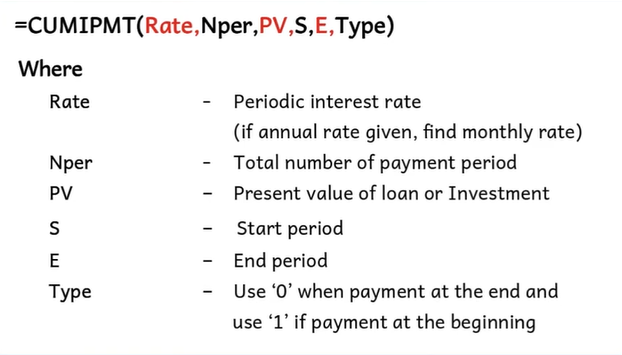 =CUMIPMT(Rate,Nper,PV,S,E,Type)
Where
Rate - Periodic interest rate
(if annual rate given, find monthly rate)
Nper - Total number of payment period
PV – Present value of loan or Investment
S – Start period
E – End period
Type – Use ‘0’ when payment at the end and
use ‘1’ if payment at the beginning